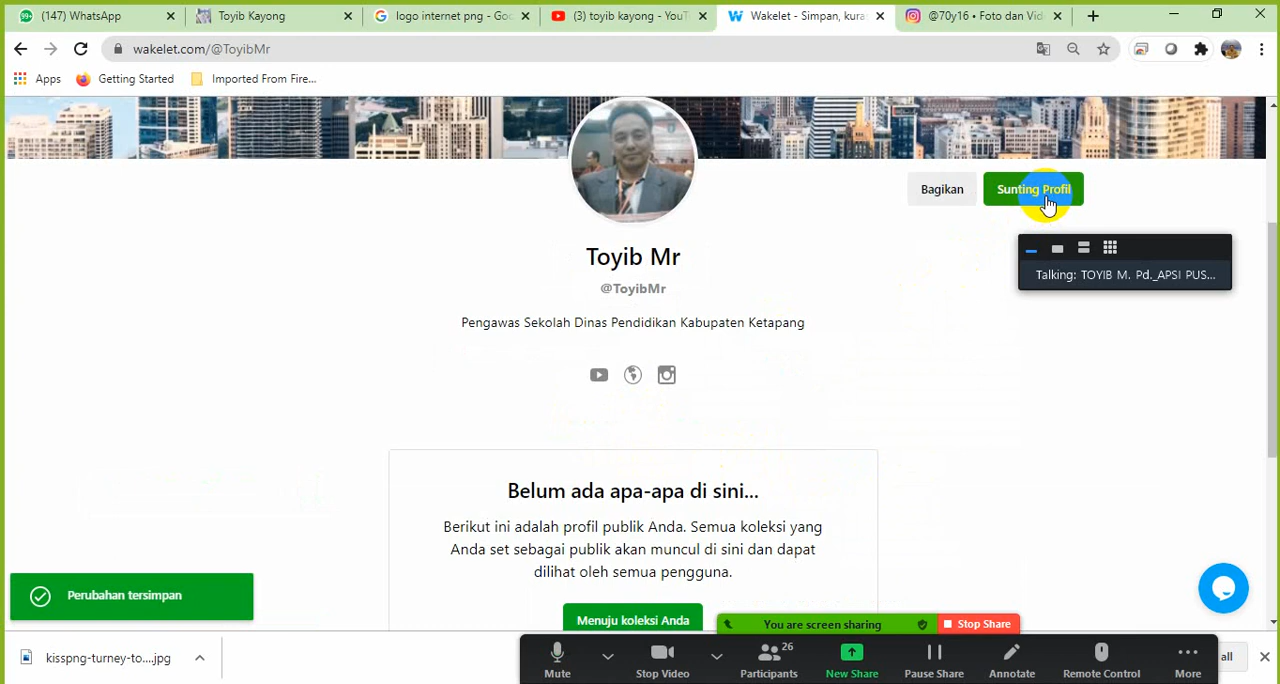 (147) WhatsApp
Toyib Kayong
logo internet png - Goo
(3) toyib kayong - YouT
Wakelet - Simpan, kura
@70y16 • Foto dan Vid
wakelet.com/@ToyibMr
Apps
Getting Started
Imported From Fire...
Bagikan
Sunting Profil
Talking: TOYIB M. Pd._APSI PUS...
Toyib Mr
@ToyibMr
Pengawas Sekolah Dinas Pendidikan Kabupaten Ketapang
Belum ada apa-apa di sini...
Berikut ini adalah profil publik Anda. Semua koleksi yang
Anda set sebagai publik akan muncul di sini dan dapat
dilihat oleh semua pengguna.
Perubahan tersimpan
Menuju koleksi Anda
You are screen sharing
Stop Share
kisspng-turney-to....jpg
26
all
Mute
Stop Video
Participants
New Share
Pause Share
Annotate
Remote Control
More